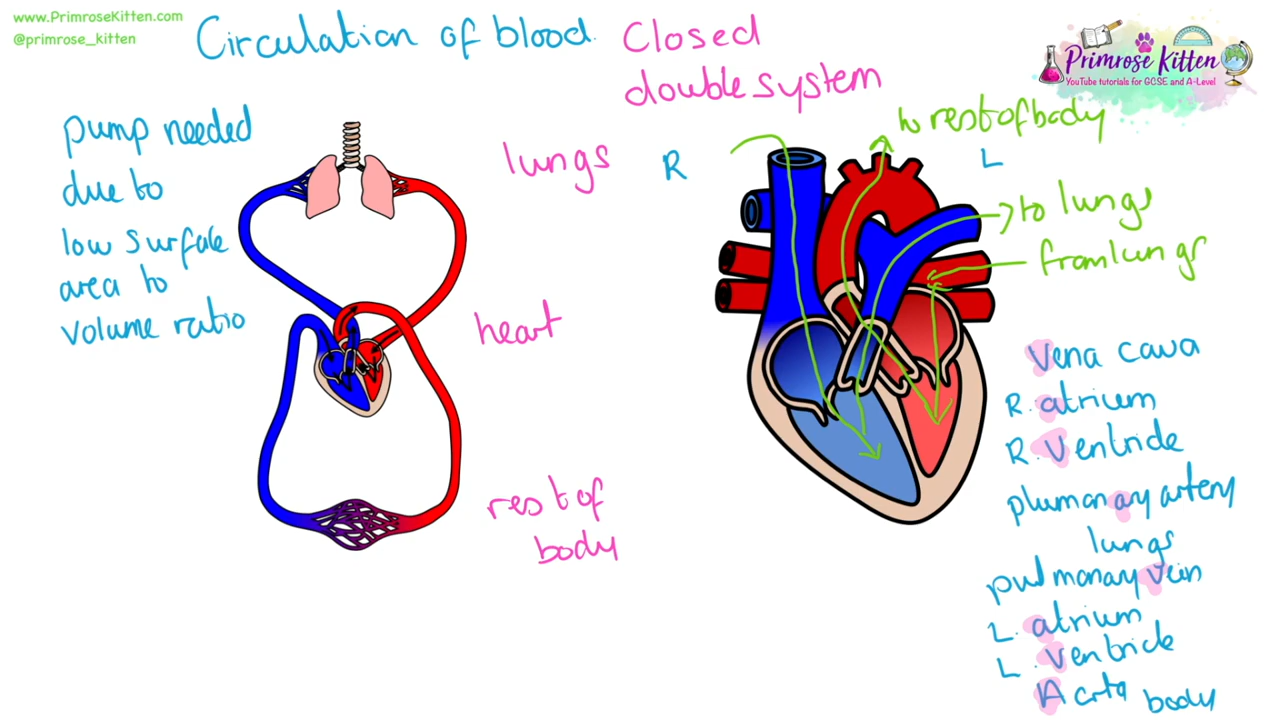 www.PrimroseKitten.com
@primrose_kitten
Circulation of blood.
Closed
double system
Primrose Kitten
YouTube tutorials for GCSE and A-Level
pump needed
due to
low surface
area to
volume ratio
lungs
heart
rest of
body
R
L
to rest of body
to lungs
from lungs
Vena cava
R. atrium
R. Ventricle
plumanary artery
lungs
pulmonary vein
L. atrium
L. Ventricle
Aorta body